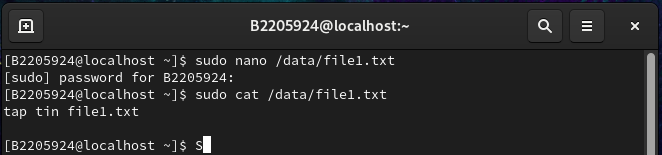 B2205924@localhost:~
[B2205924@localhost ~]$ sudo nano /data/file1.txt
[sudo] password for B2205924:
[B2205924@localhost ~]$ sudo cat /data/file1.txt
tap tin file1.txt
[B2205924@localhost ~]$ S